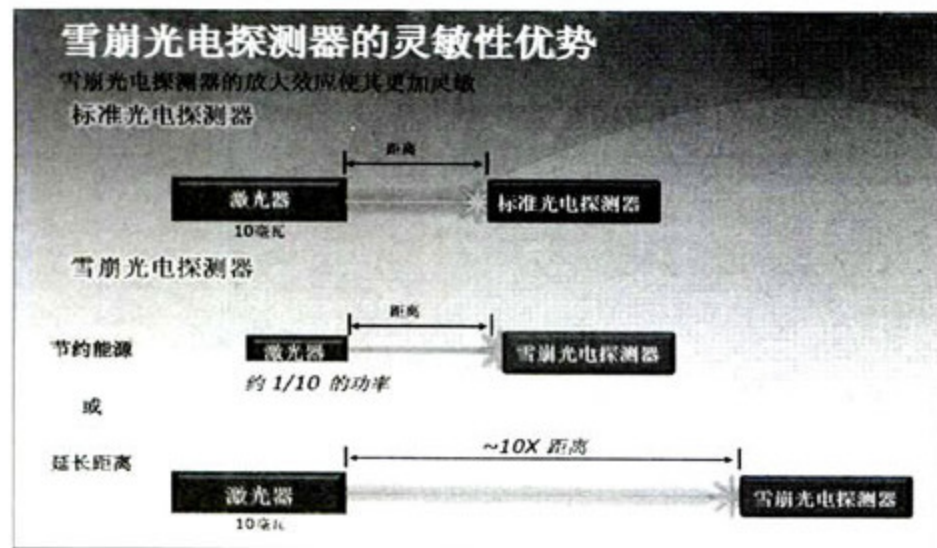 雪崩光电探测器的灵敏性优势
雪崩光电探测器的放大效应使其更加灵敏
标准光电探测器
距离
激光器
标准光电探测器
10毫瓦
雪崩光电探测器
距离
节约能源
激光器
雪崩光电探测器
约 1/10 的功率
或
~10X 距离
延长距离
激光器
雪崩光电探测器
10毫瓦